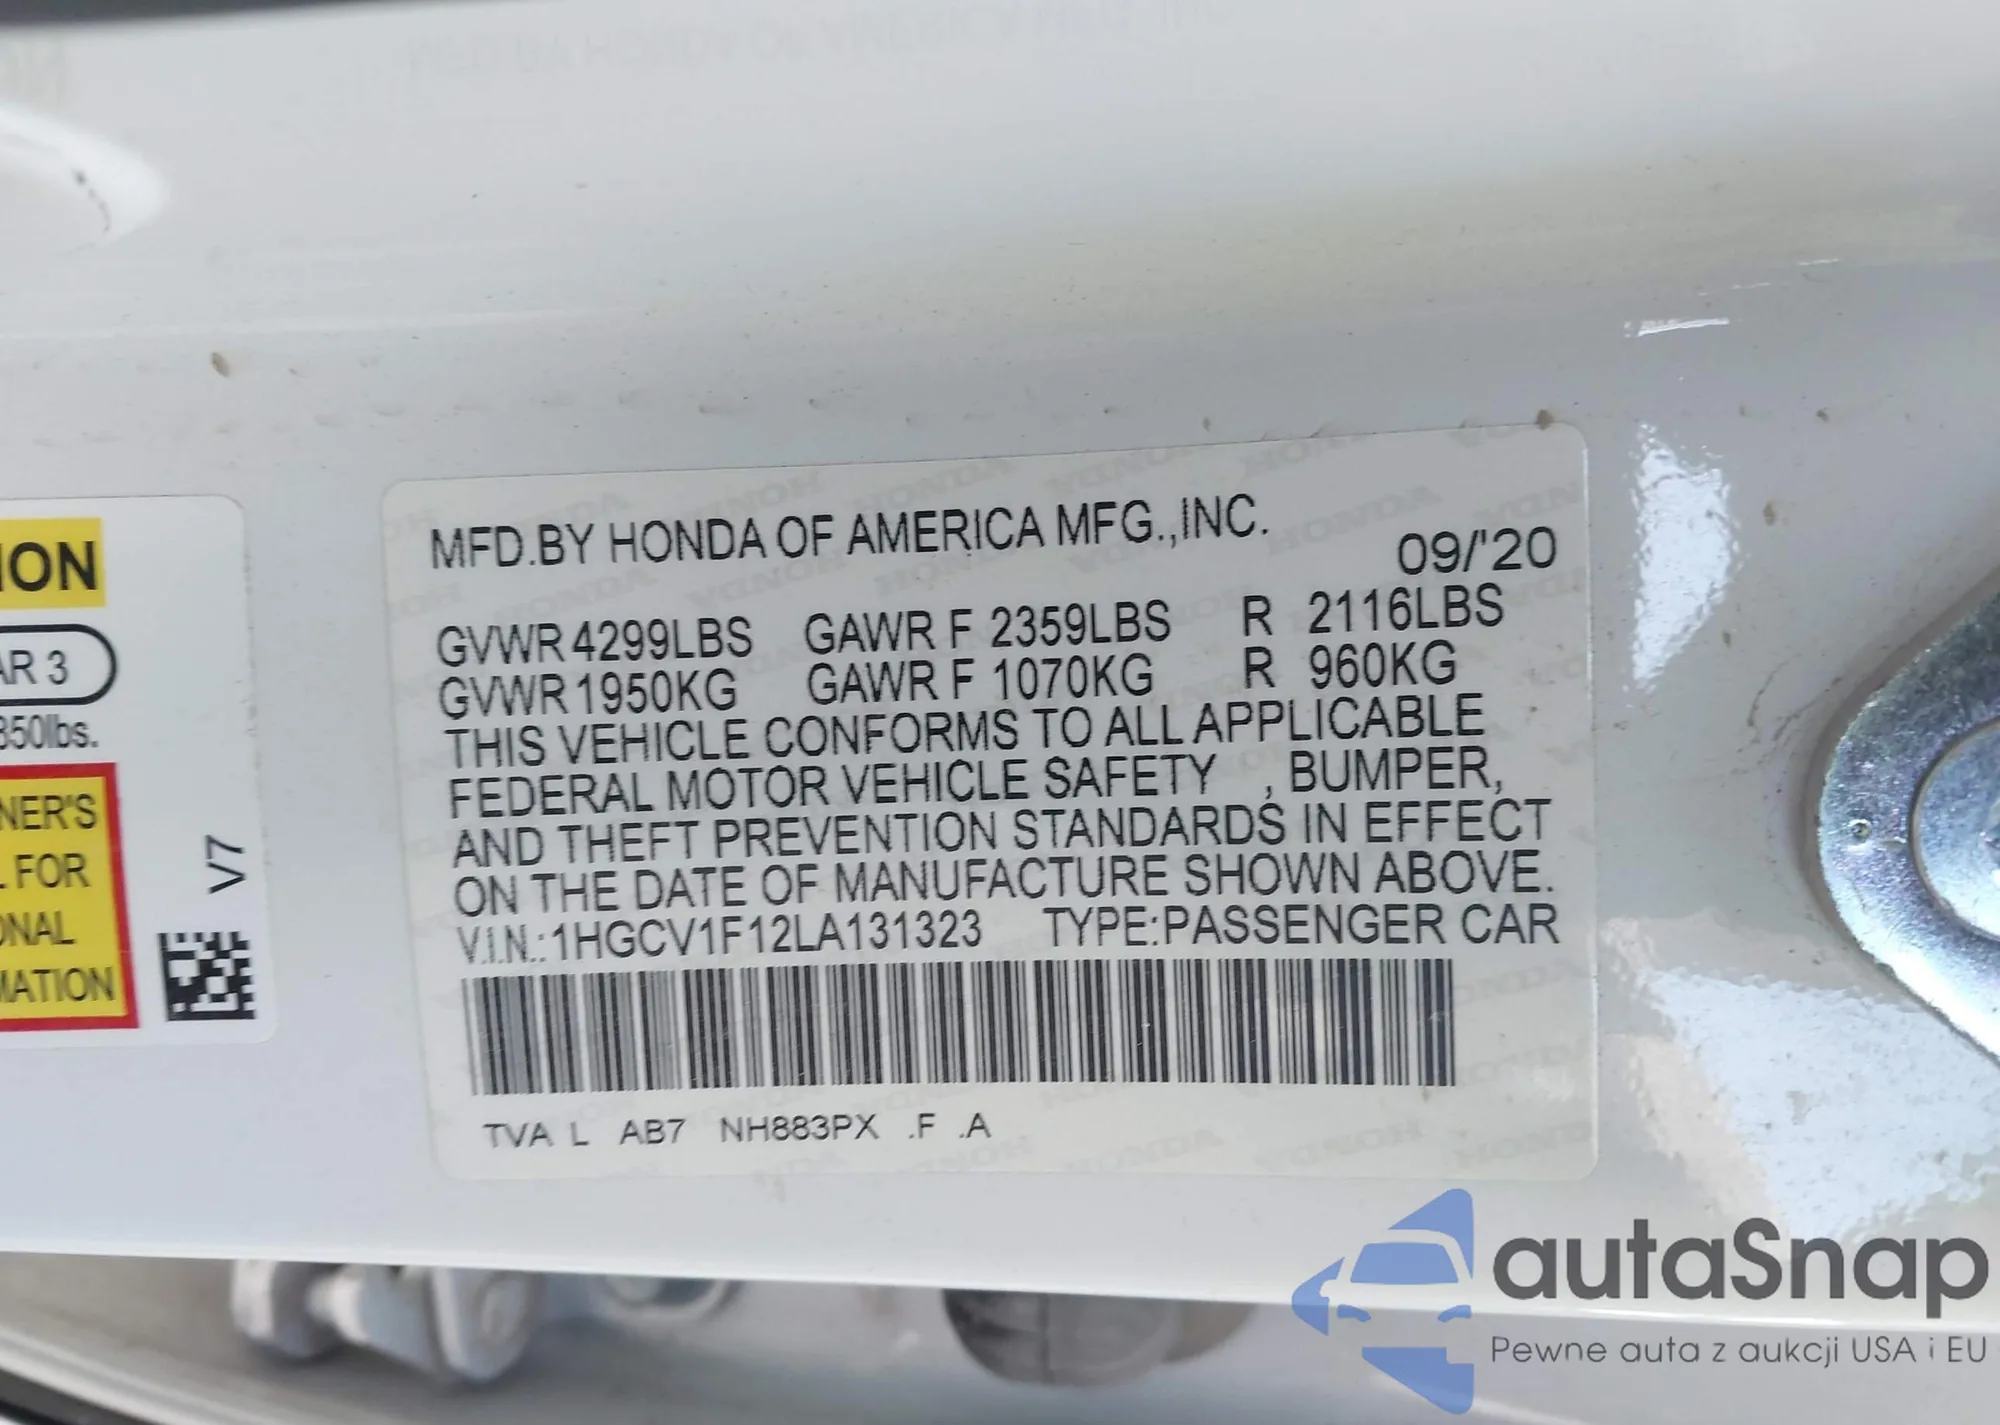 ION
AR 3
350lbs.
NER'S
L FOR
ONAL
MATION
V7
MFD.BY HONDA OF AMERICA MFG.,INC.
09/'20
GVWR 4299LBS GAWR F 2359LBS R 2116LBS
GVWR 1950KG GAWR F 1070KG R 960KG
THIS VEHICLE CONFORMS TO ALL APPLICABLE
FEDERAL MOTOR VEHICLE SAFETY , BUMPER,
AND THEFT PREVENTION STANDARDS IN EFFECT
ON THE DATE OF MANUFACTURE SHOWN ABOVE.
V.I.N.: 1HGCV1F12LA131323 TYPE:PASSENGER CAR
TVA L AB7 NH883PX .F .A
autaSnap
Pewne auta z aukcji USA i EU